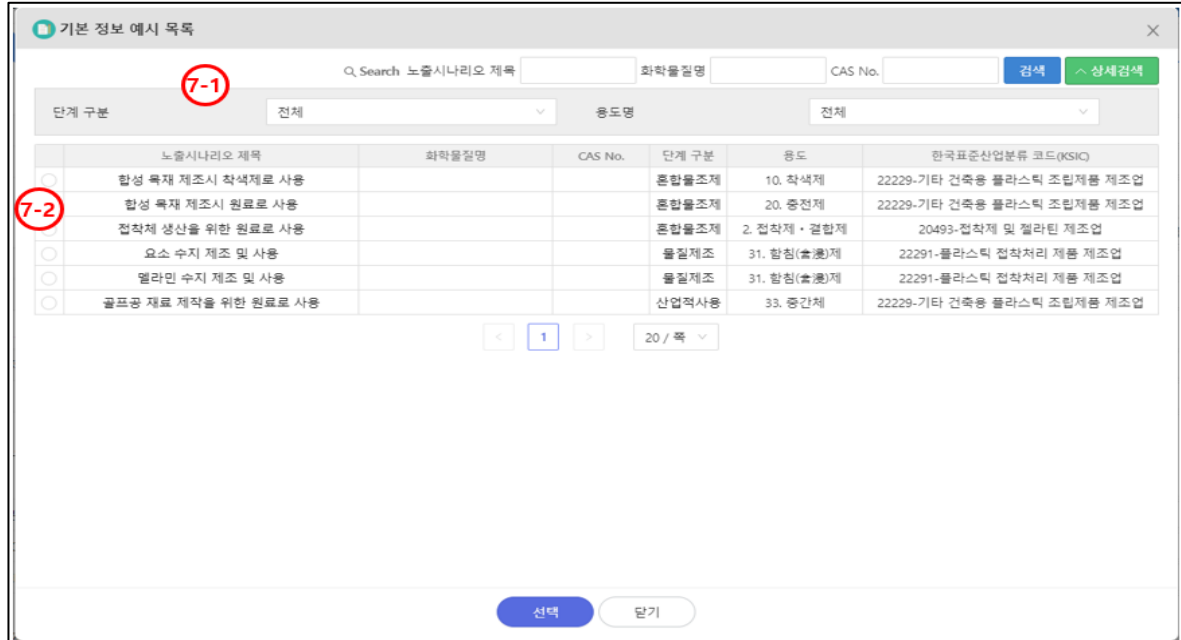 기본 정보 예시 목록
7-1
Search 노출시나리오 제목 화학물질명 CAS No. 검색 상세검색
단계 구분 전체 용도명 전체
노출시나리오 제목 화학물질명 CAS No. 단계 구분 용도 한국표준산업분류 코드(KSIC)
합성 목재 제조시 착색제로 사용 혼합물조제 10. 착색제 22229-기타 건축용 플라스틱 조립제품 제조업
7-2
합성 목재 제조시 원료로 사용 혼합물조제 20. 충전제 22229-기타 건축용 플라스틱 조립제품 제조업
접착체 생산을 위한 원료로 사용 혼합물조제 2. 접착제・결합제 20493-접착제 및 젤라틴 제조업
요소 수지 제조 및 사용 물질제조 31. 함침(含浸)제 22291-플라스틱 접착처리 제품 제조업
멜라민 수지 제조 및 사용 물질제조 31. 함침(含浸)제 22291-플라스틱 접착처리 제품 제조업
골프공 재료 제작을 위한 원료로 사용 산업적사용 33. 중간체 22229-기타 건축용 플라스틱 조립제품 제조업
< 1 > 20 / 쪽
선택 닫기